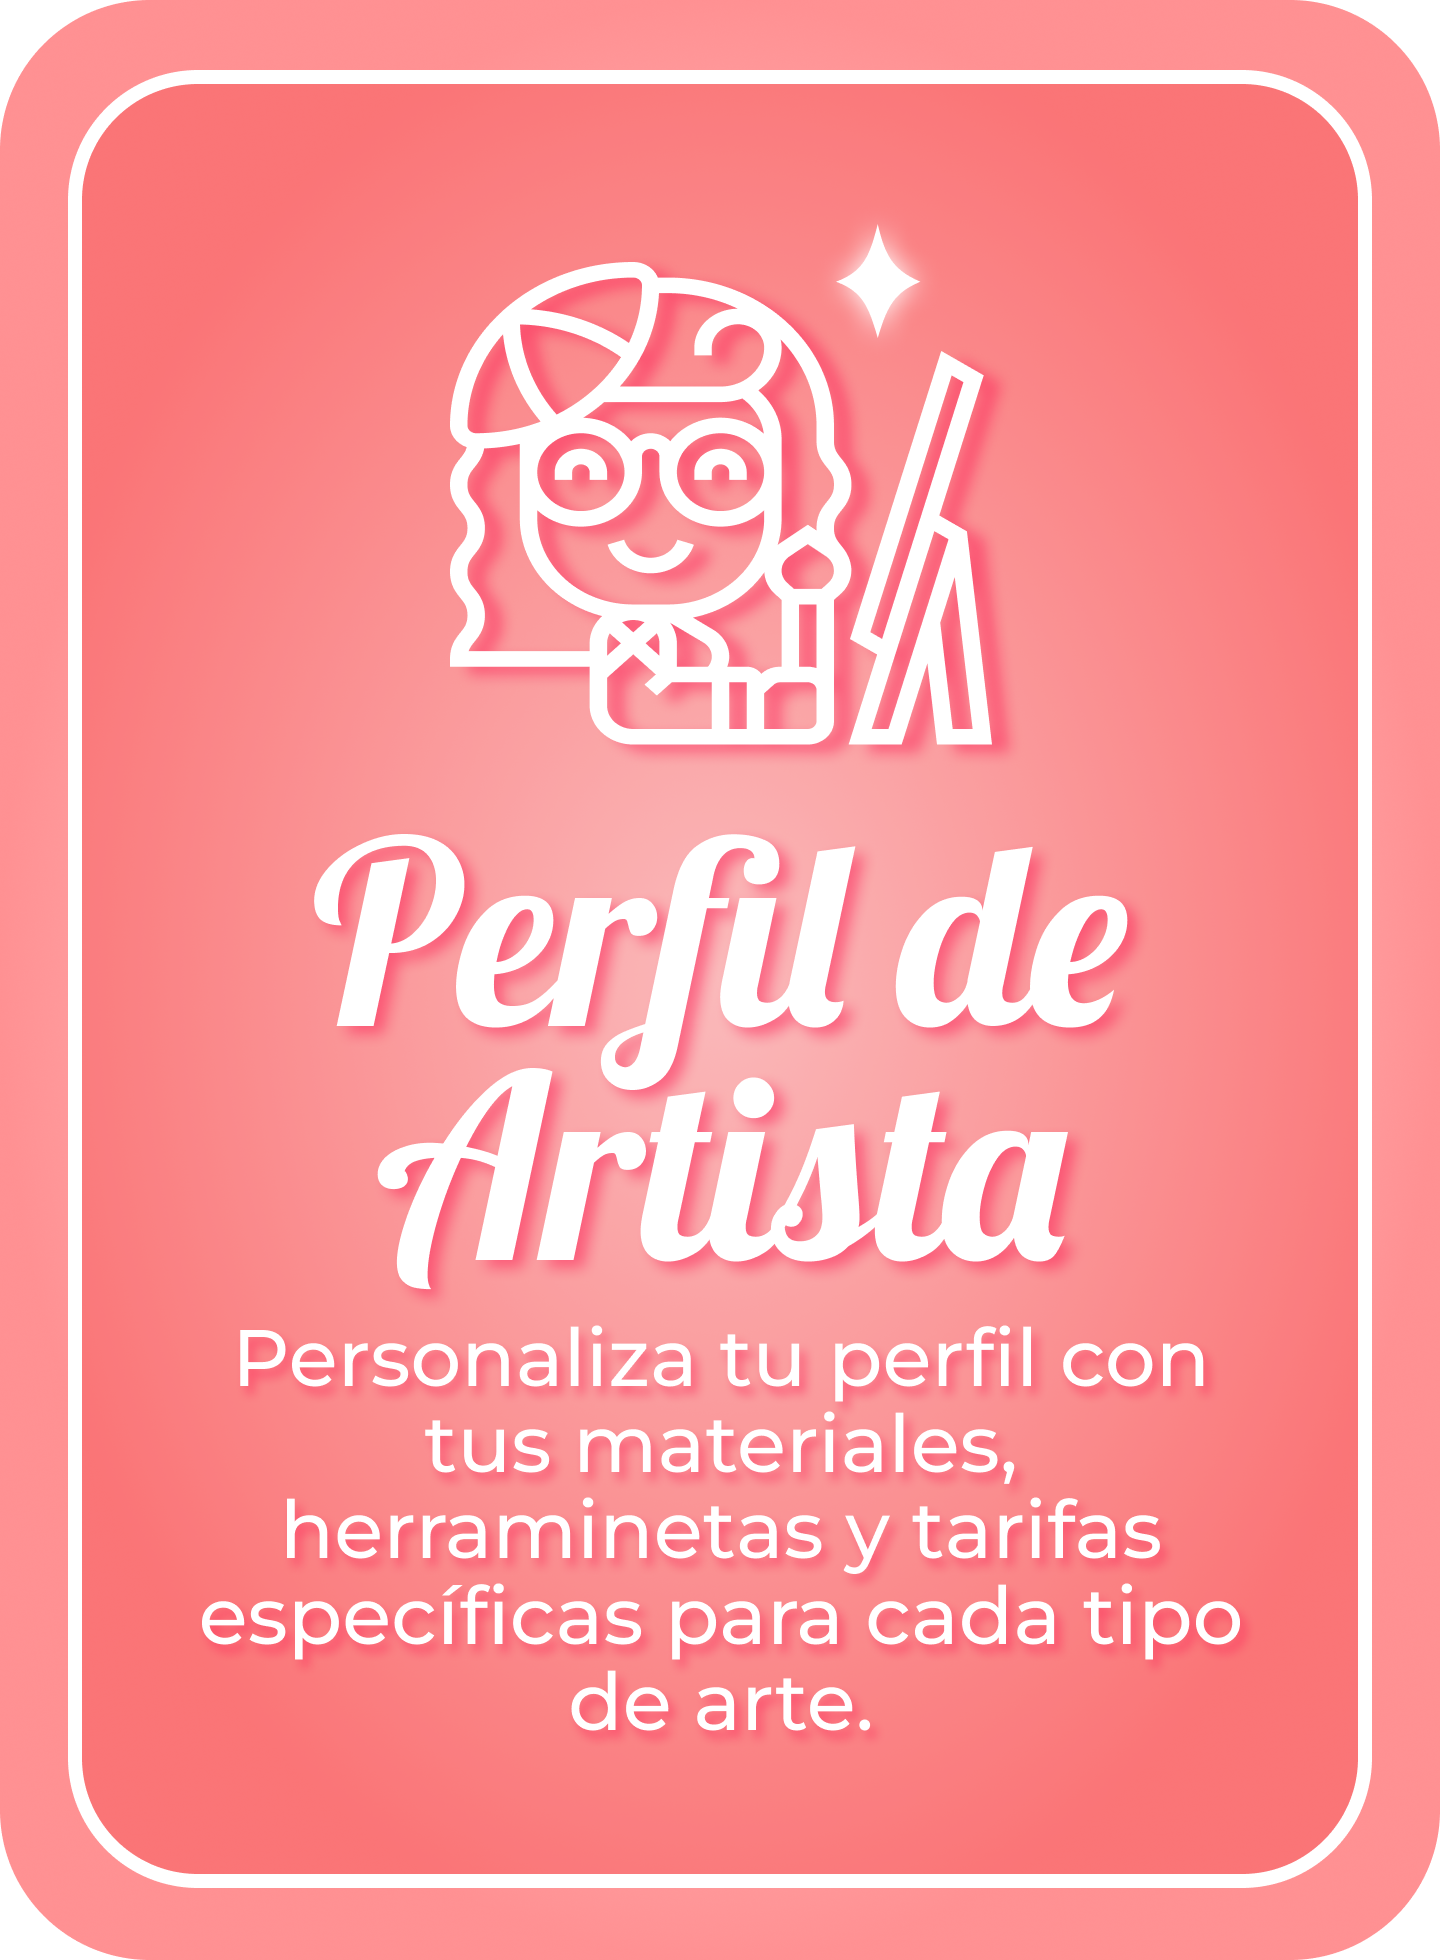 Perfil de
Artista
Personaliza tu perfil con
tus materiales,
herraminetas y tarifas
específicas para cada tipo
de arte.